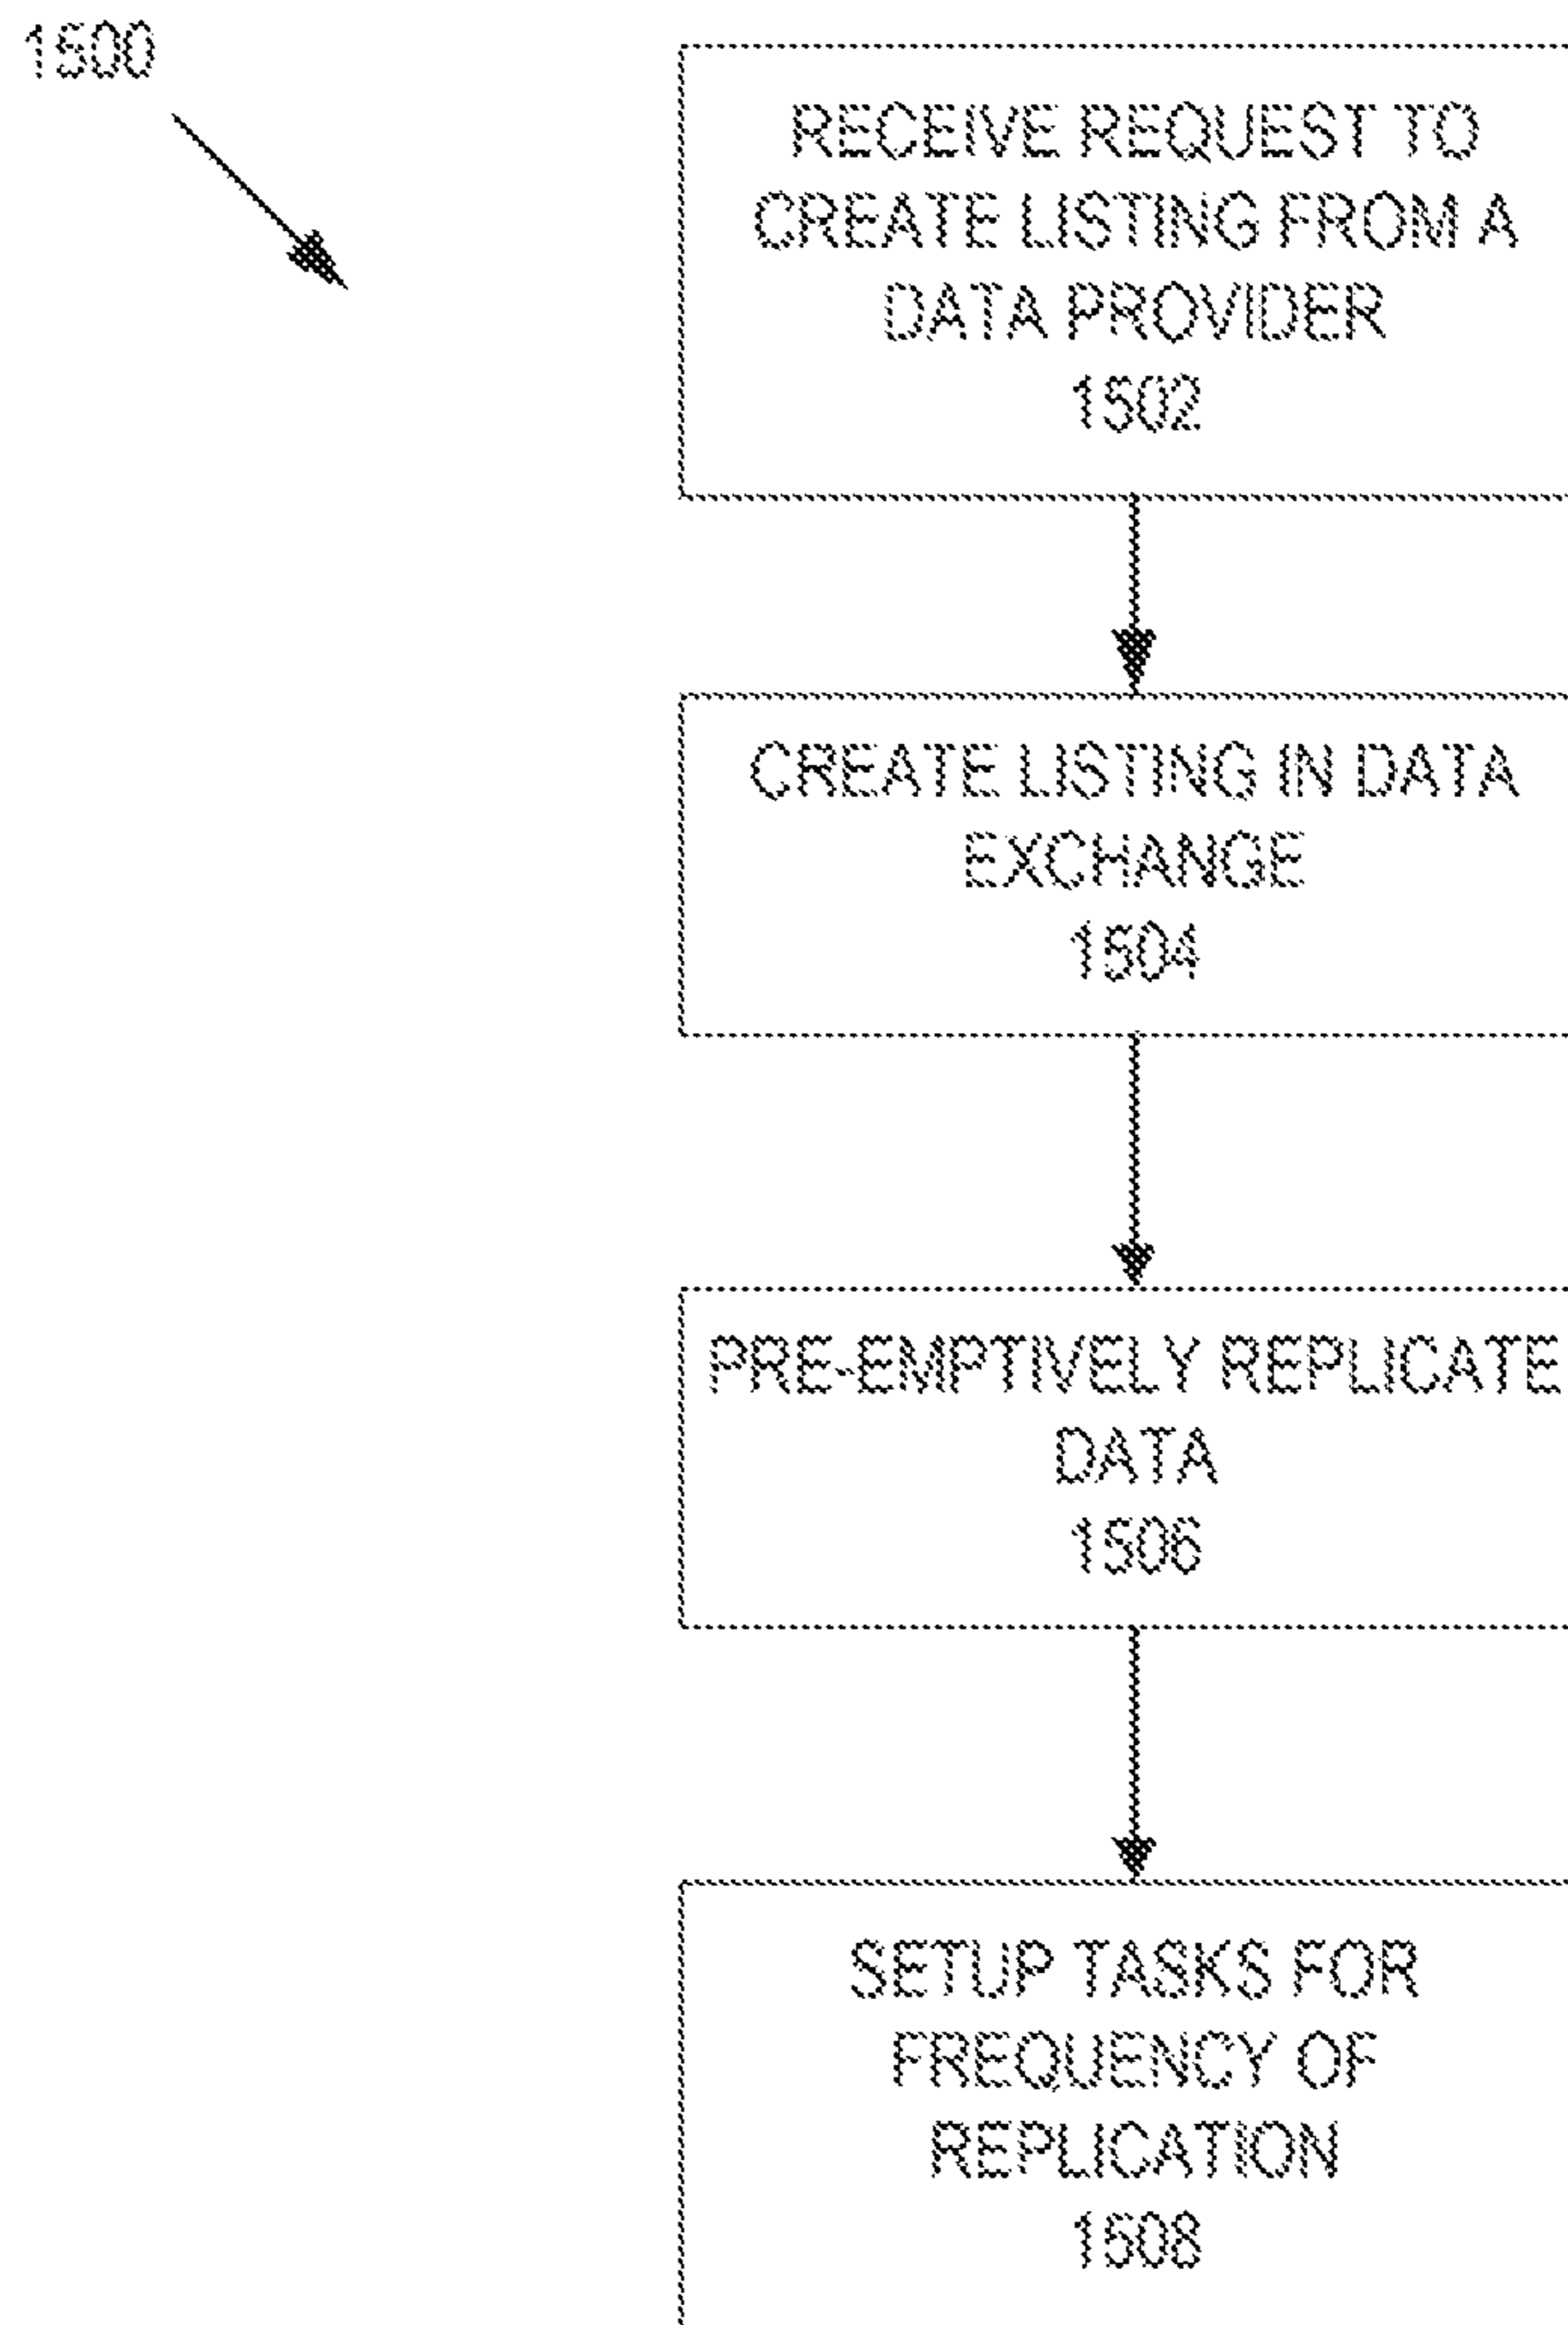 1500
RECEIVE REQUEST TO
CREATE LISTING FROM A
DATA PROVIDER
1502
CREATE LISTING IN DATA
EXCHANGE
1504
PRE-EMPTIVELY REPLICATE
DATA
1506
SETUP TASKS FOR
FREQUENCY OF
REPLICATION
1508